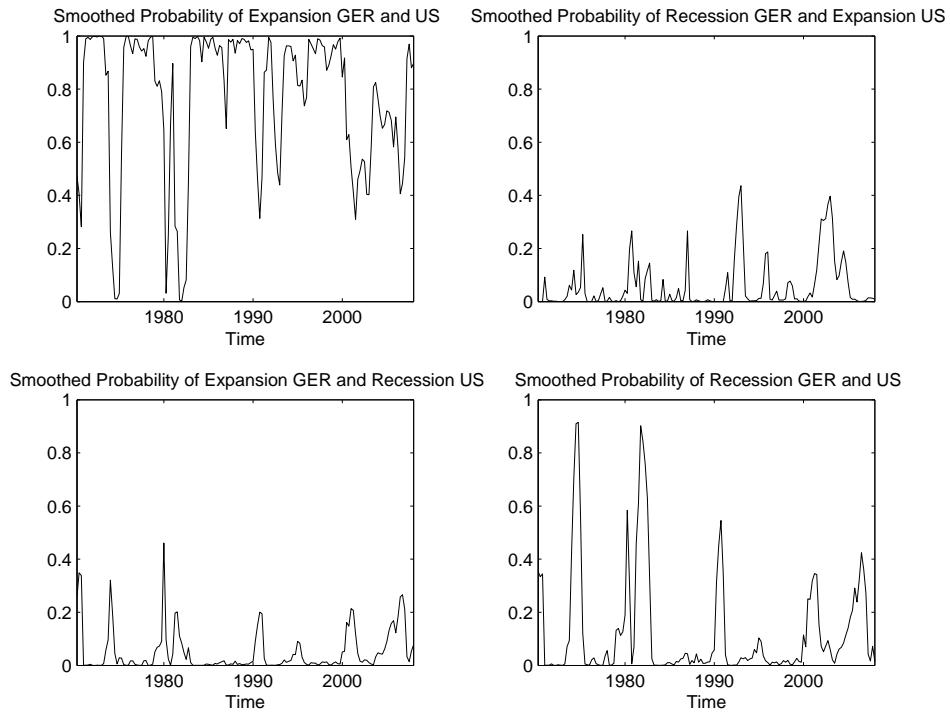 Smoothed Probability of Expansion GER and US
1
0.8
0.6
0.4
0.2
0
1980 1990 2000
Time
Smoothed Probability of Recession GER and Expansion US
1
0.8
0.6
0.4
0.2
0
1980 1990 2000
Time
Smoothed Probability of Expansion GER and Recession US
1
0.8
0.6
0.4
0.2
0
1980 1990 2000
Time
Smoothed Probability of Recession GER and US
1
0.8
0.6
0.4
0.2
0
1980 1990 2000
Time